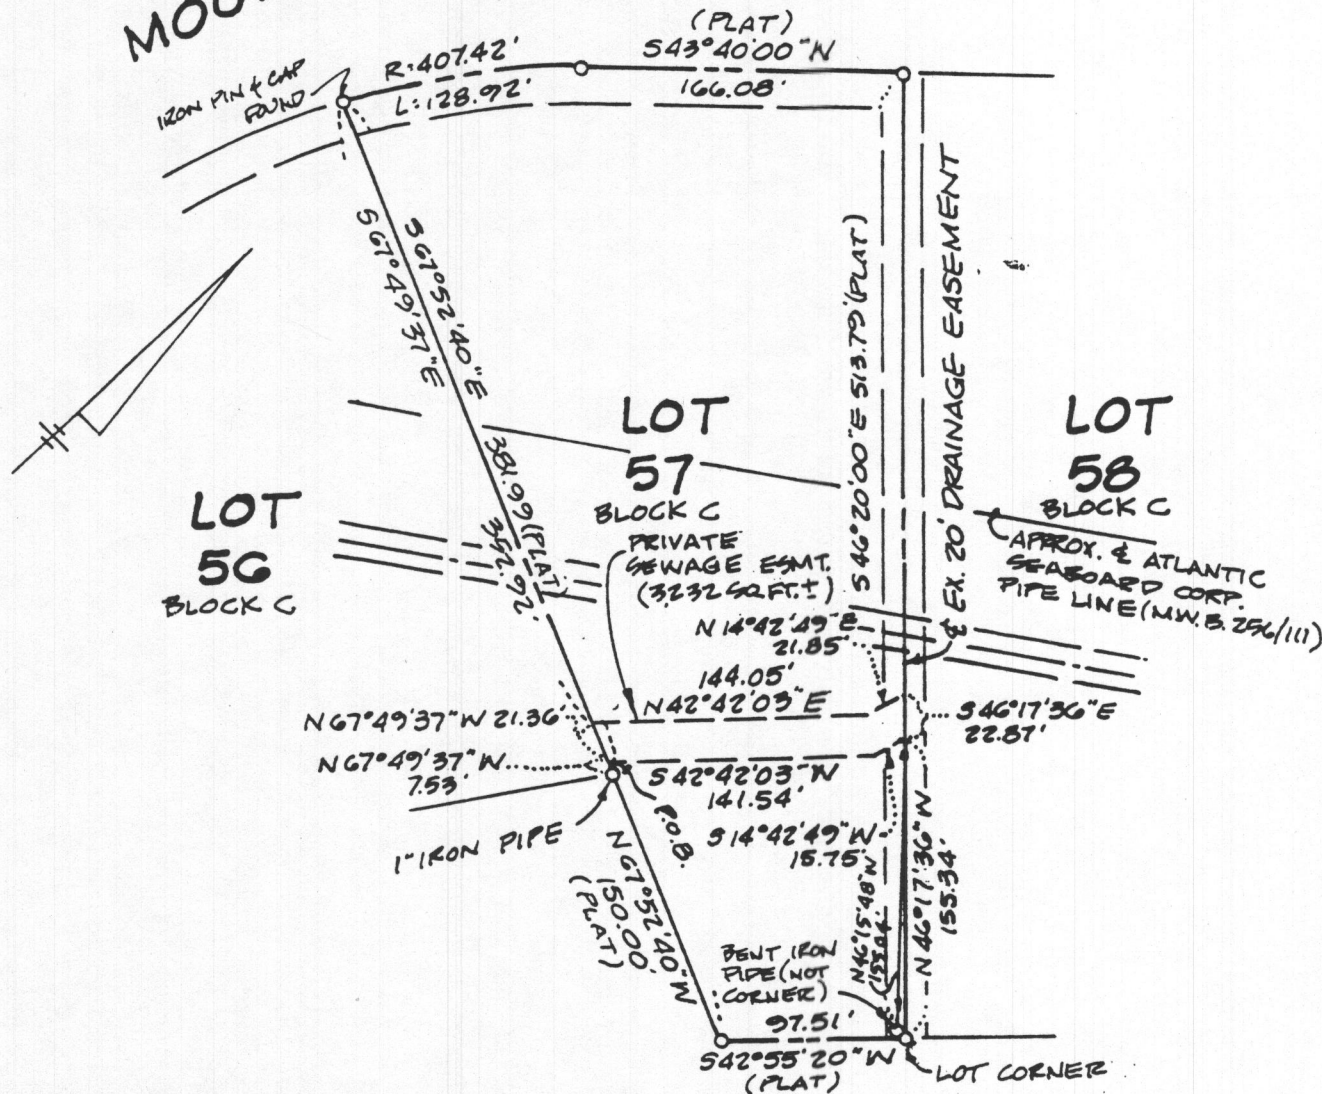 (PLAT)
S43°40'00"W
166.08'
R:407.42'
L:128.92'
IRON PIN & CAP
FOUND
S67°52'40"E
S67°49'37"E
381.99 (PLAT)
352.92'
S46°20'00"E 513.79' (PLAT)
℄ EX. 20' DRAINAGE EASEMENT
LOT
57
BLOCK C
LOT
58
BLOCK C
LOT
56
BLOCK C
PRIVATE
SEWAGE ESMT.
(3232 SQ.FT.±)
APPROX. ℄ ATLANTIC
SEABOARD CORP.
PIPE LINE (M.W.B. 256/111)
N14°42'49"E
21.85'
144.05'
N42°42'03"E
S46°17'36"E
22.87'
N67°49'37"W 21.36'
N67°49'37"W
7.53'
S42°42'03"W
141.54'
S14°42'49"W
15.75'
P.O.B.
1" IRON PIPE
N67°52'40"W
150.00'
(PLAT)
N46°15'48"W
N46°17'36"W
155.34'
BENT IRON
PIPE (NOT
CORNER)
97.51'
S42°55'20"W
(PLAT)
LOT CORNER